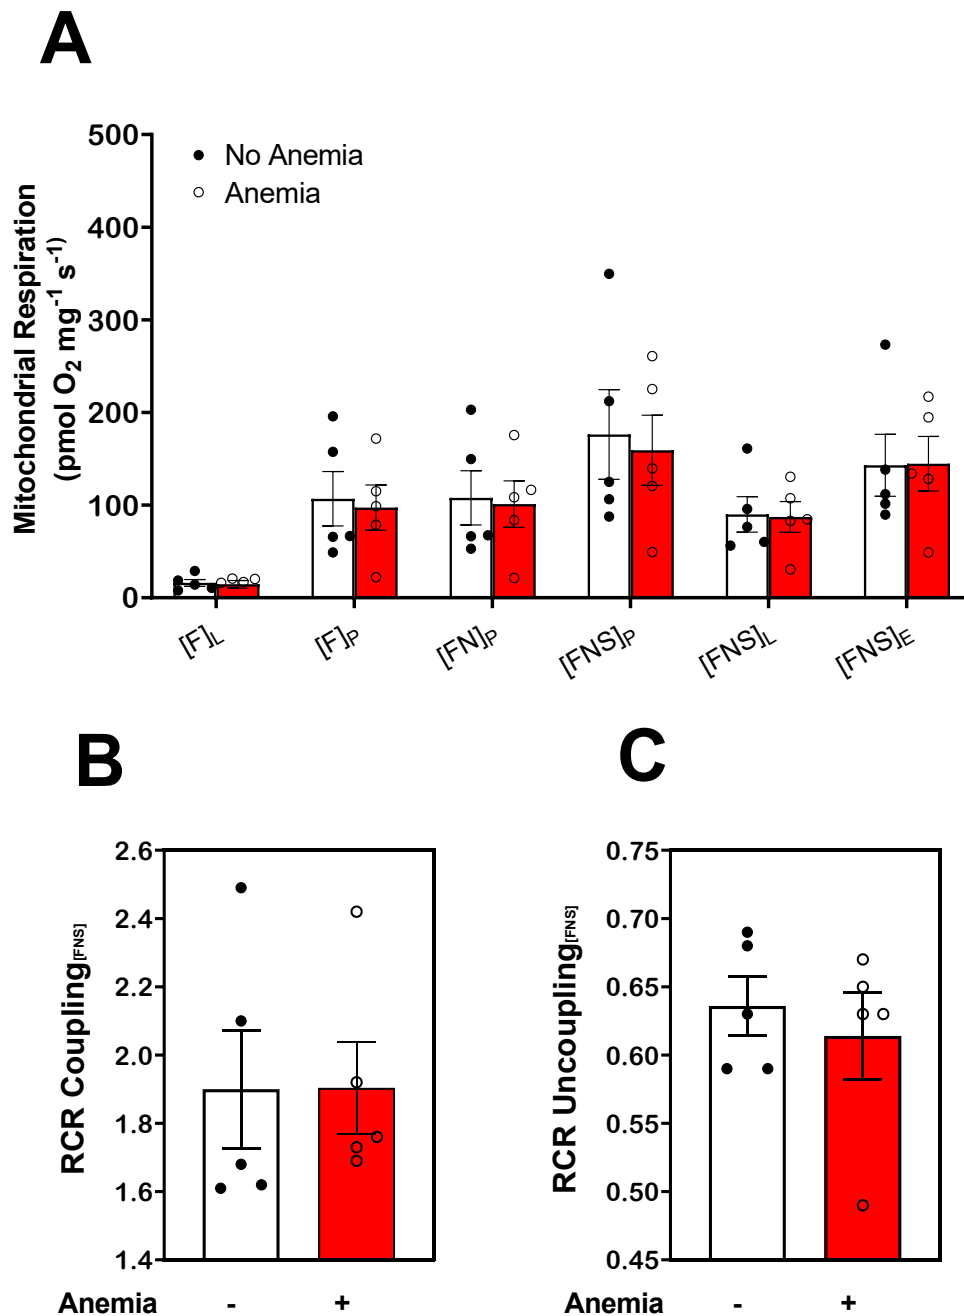 A
500
400
300
200
100
0
Mitochondrial Respiration
(pmol O₂ mg⁻¹ s⁻¹)
No Anemia
Anemia
[F]L
[F]P
[FN]P
[FNS]P
[FNS]L
[FNS]E
B
2.6
2.4
2.2
2.0
1.8
1.6
1.4
RCR Coupling[FNS]
Anemia - +
C
0.75
0.70
0.65
0.60
0.55
0.50
0.45
RCR Uncoupling[FNS]
Anemia - +